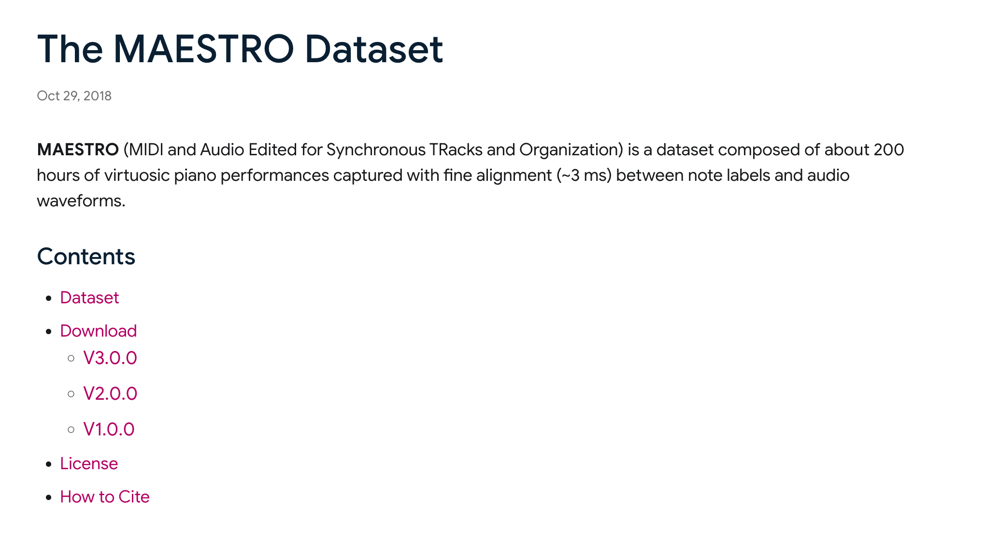 The MAESTRO Dataset
Oct 29, 2018
MAESTRO (MIDI and Audio Edited for Synchronous TRacks and Organization) is a dataset composed of about 200
hours of virtuosic piano performances captured with fine alignment (~3 ms) between note labels and audio
waveforms.
Contents
Dataset
Download
V3.0.0
V2.0.0
V1.0.0
License
How to Cite